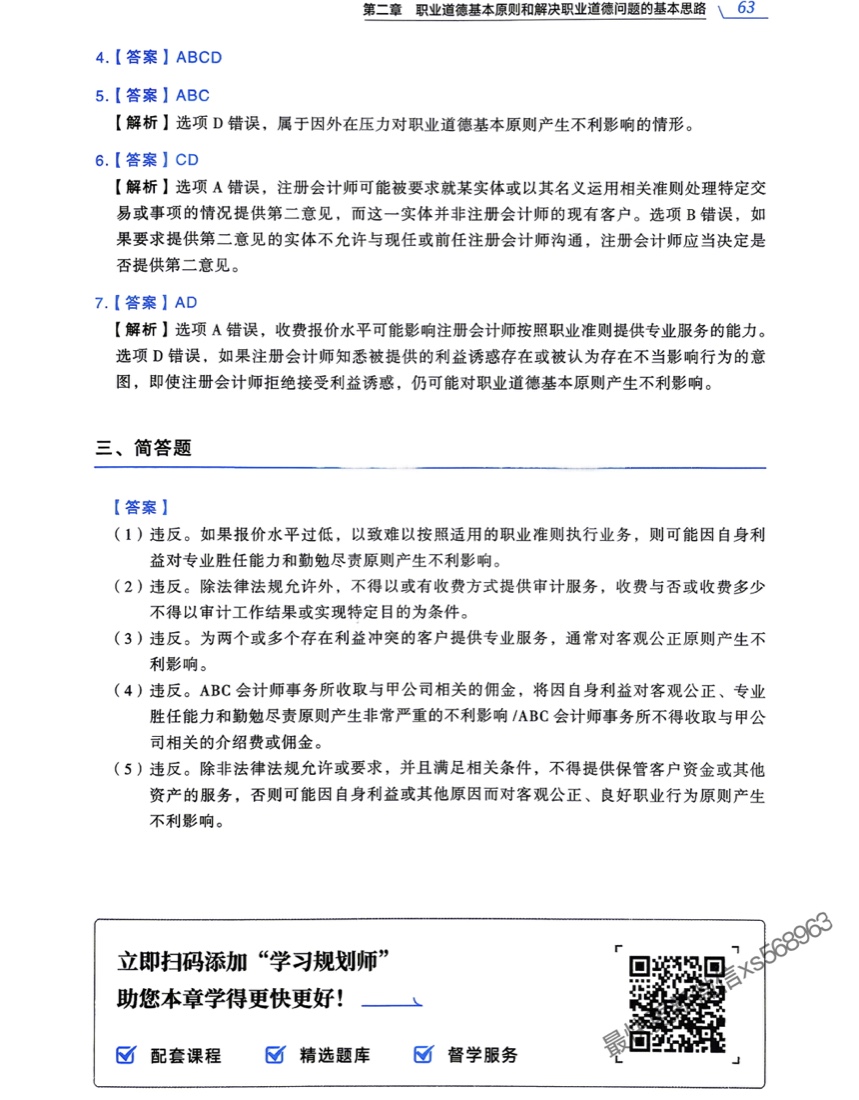 第二章 职业道德基本原则和解决职业道德问题的基本思路 63
4.【答案】ABCD
5.【答案】ABC
【解析】选项 D 错误，属于因外在压力对职业道德基本原则产生不利影响的情形。
6.【答案】CD
【解析】选项 A 错误，注册会计师可能被要求就某实体或以其名义运用相关准则处理特定交
易或事项的情况提供第二意见，而这一实体并非注册会计师的现有客户。选项 B 错误，如
果要求提供第二意见的实体不允许与现任或前任注册会计师沟通，注册会计师应当决定是
否提供第二意见。
7.【答案】AD
【解析】选项 A 错误，收费报价水平可能影响注册会计师按照职业准则提供专业服务的能力。
选项 D 错误，如果注册会计师知悉被提供的利益诱惑存在或被认为存在不当影响行为的意
图，即使注册会计师拒绝接受利益诱惑，仍可能对职业道德基本原则产生不利影响。
三、简答题
【答案】
（1）违反。如果报价水平过低，以致难以按照适用的职业准则执行业务，则可能因自身利
益对专业胜任能力和勤勉尽责原则产生不利影响。
（2）违反。除法律法规允许外，不得以或有收费方式提供审计服务，收费与否或收费多少
不得以审计工作结果或实现特定目的为条件。
（3）违反。为两个或多个存在利益冲突的客户提供专业服务，通常对客观公正原则产生不
利影响。
（4）违反。ABC 会计师事务所收取与甲公司相关的佣金，将因自身利益对客观公正、专业
胜任能力和勤勉尽责原则产生非常严重的不利影响 /ABC 会计师事务所不得收取与甲公
司相关的介绍费或佣金。
（5）违反。除非法律法规允许或要求，并且满足相关条件，不得提供保管客户资金或其他
资产的服务，否则可能因自身利益或其他原因而对客观公正、良好职业行为原则产生
不利影响。
立即扫码添加“学习规划师”
助您本章学得更快更好！
配套课程 精选题库 督学服务
信xs568963